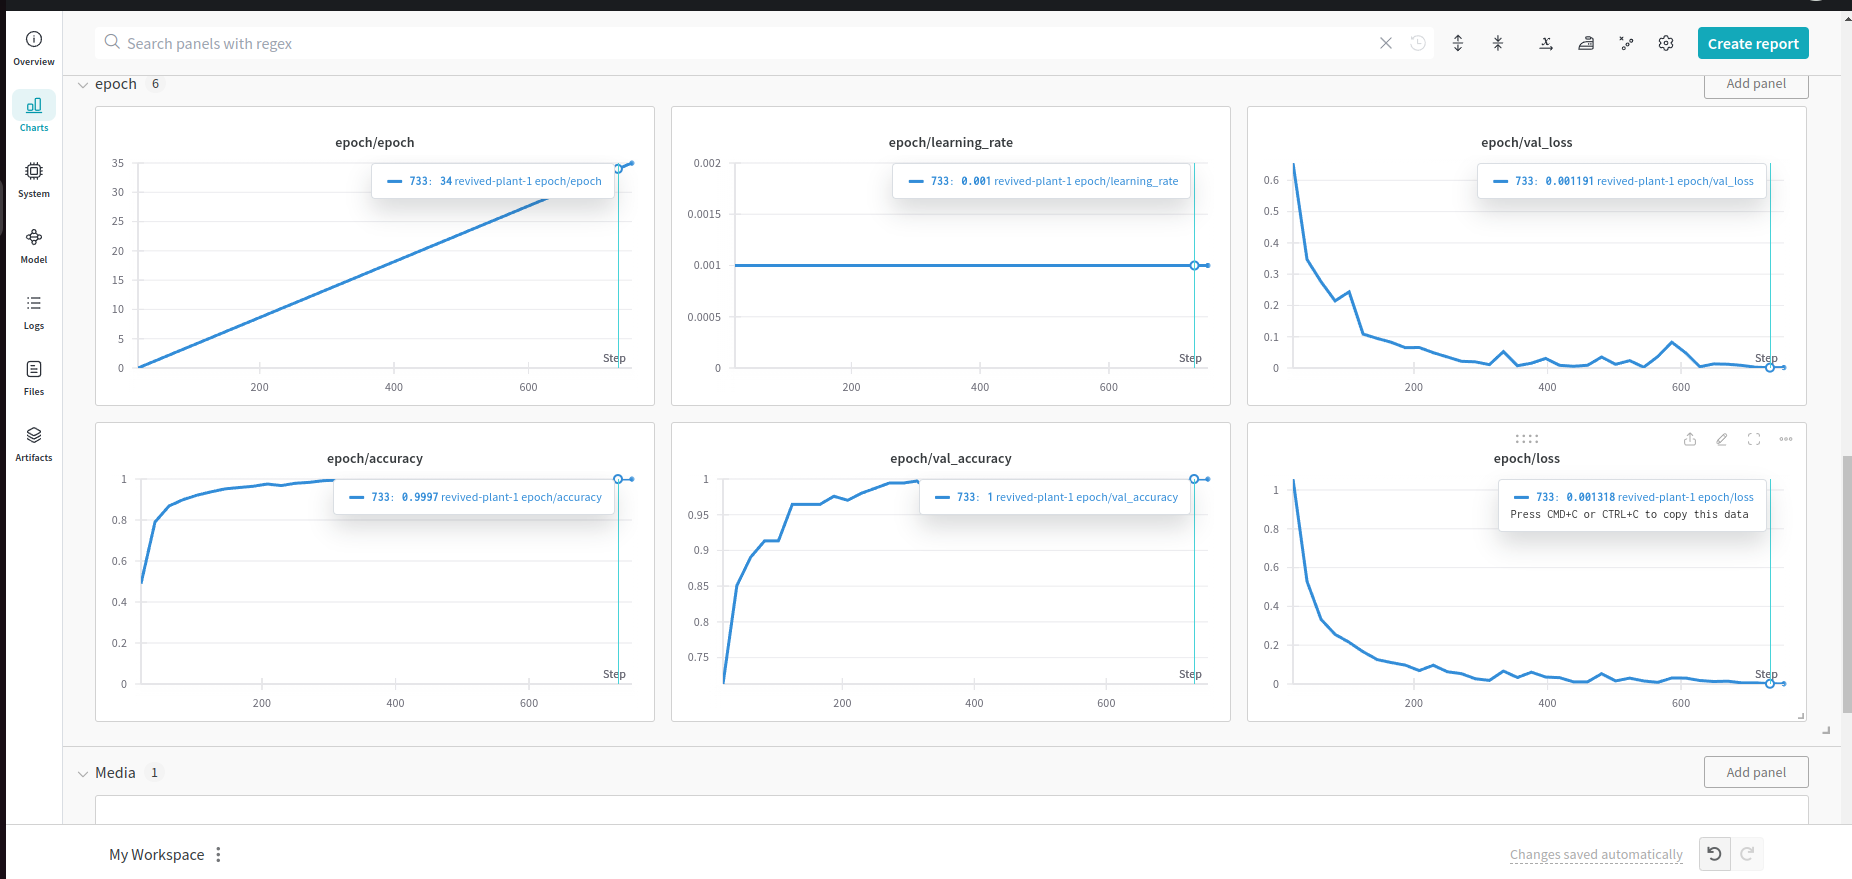 Search panels with regex
Create report
Overview
Charts
System
Model
Logs
Files
Artifacts
epoch 6
Add panel
epoch/epoch
733: 34 revived-plant-1 epoch/epoch
35
30
25
20
15
10
5
0
200 400 600
Step
epoch/learning_rate
733: 0.001 revived-plant-1 epoch/learning_rate
0.002
0.0015
0.001
0.0005
0
200 400 600
Step
epoch/val_loss
733: 0.001191 revived-plant-1 epoch/val_loss
0.6
0.5
0.4
0.3
0.2
0.1
0
200 400 600
Step
epoch/accuracy
733: 0.9997 revived-plant-1 epoch/accuracy
1
0.8
0.6
0.4
0.2
0
200 400 600
Step
epoch/val_accuracy
733: 1 revived-plant-1 epoch/val_accuracy
1
0.95
0.9
0.85
0.8
0.75
200 400 600
Step
epoch/loss
733: 0.001318 revived-plant-1 epoch/loss
Press CMD+C or CTRL+C to copy this data
1
0.8
0.6
0.4
0.2
0
200 400 600
Step
Media 1
Add panel
My Workspace
Changes saved automatically